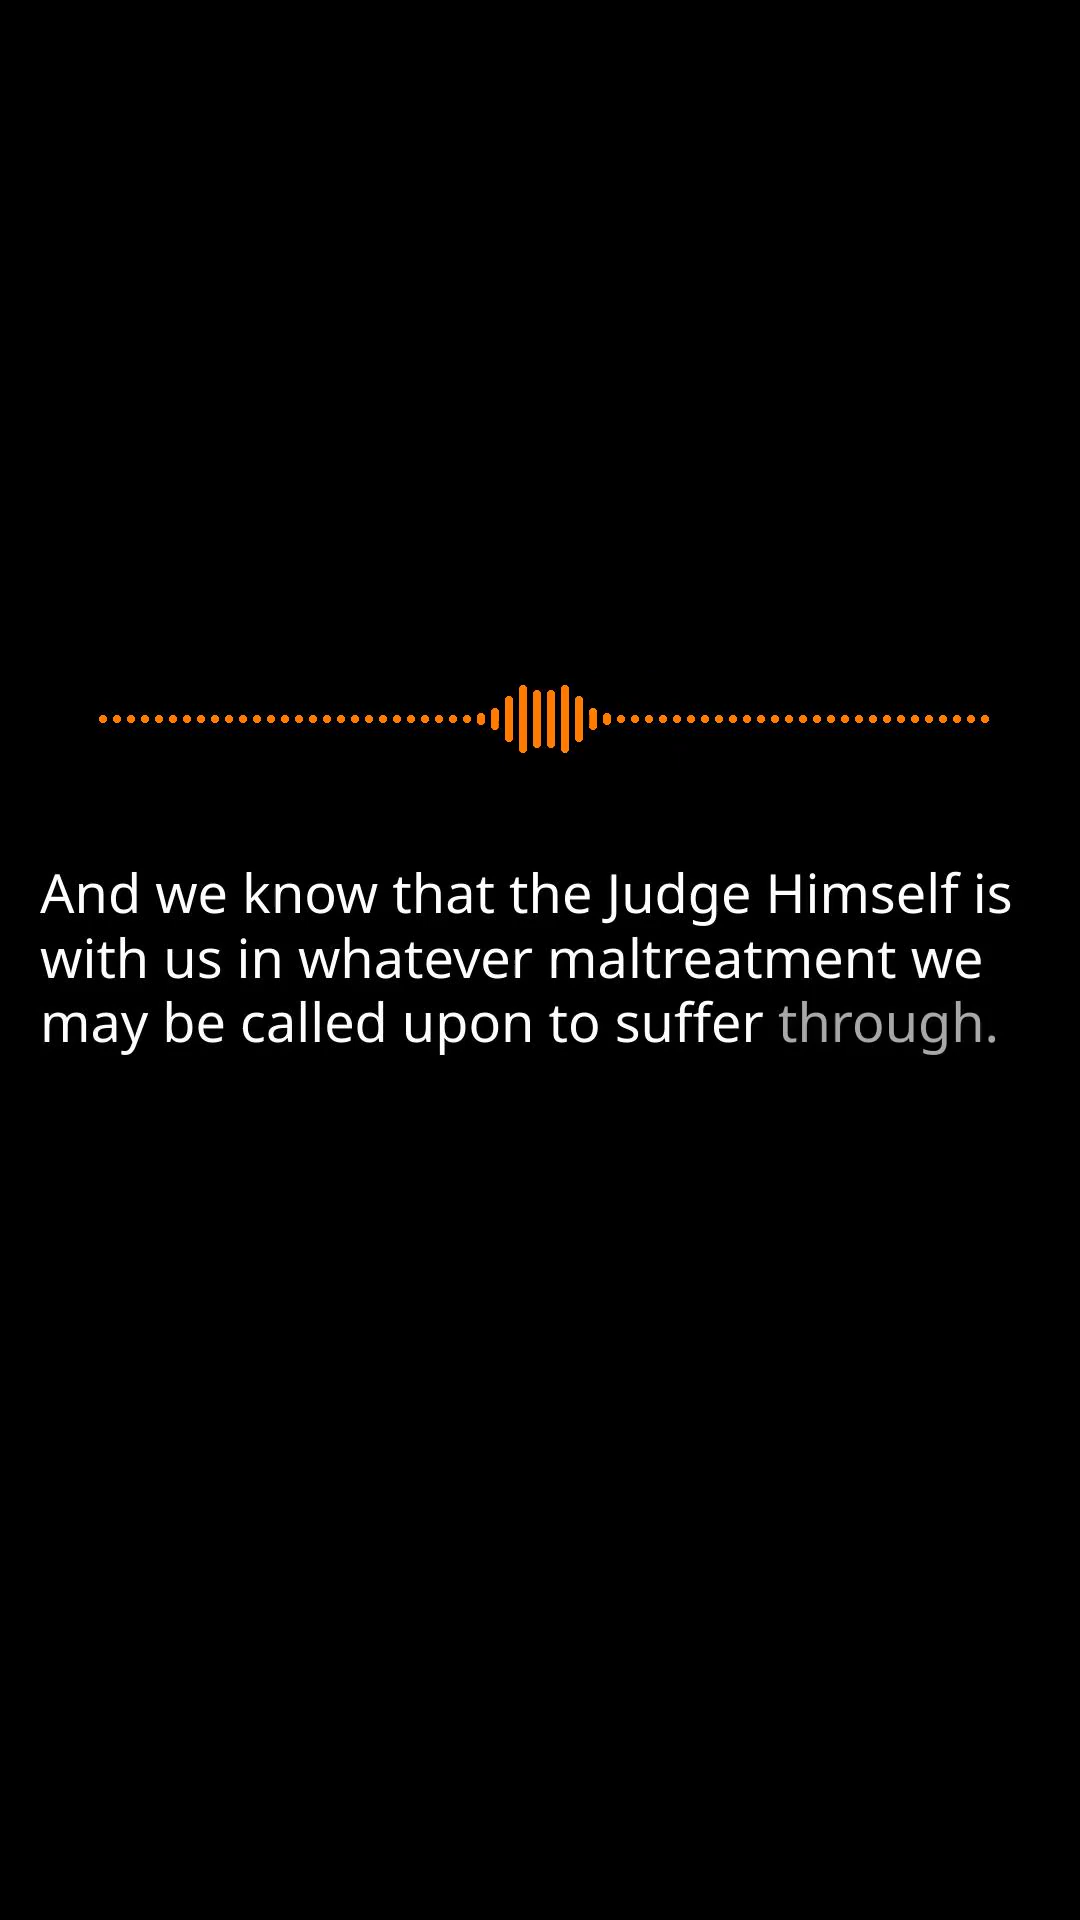 And we know that the Judge Himself is
with us in whatever maltreatment we
may be called upon to suffer through.